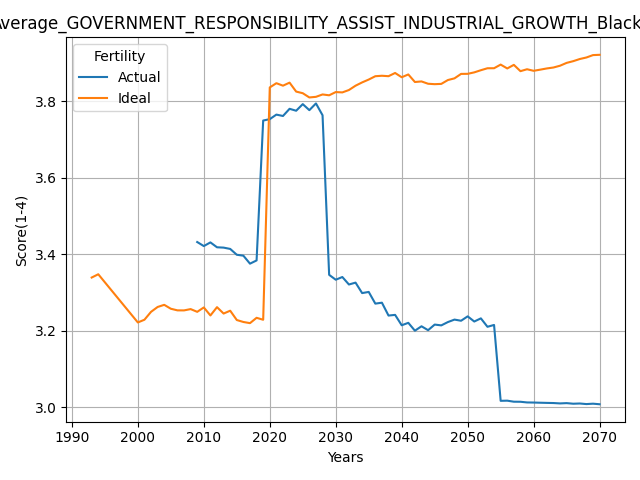 Average_GOVERNMENT_RESPONSIBILITY_ASSIST_INDUSTRIAL_GROWTH_Black
Fertility
Actual
Ideal
Score(1-4)
3.8
3.6
3.4
3.2
3.0
1990 2000 2010 2020 2030 2040 2050 2060 2070
Years